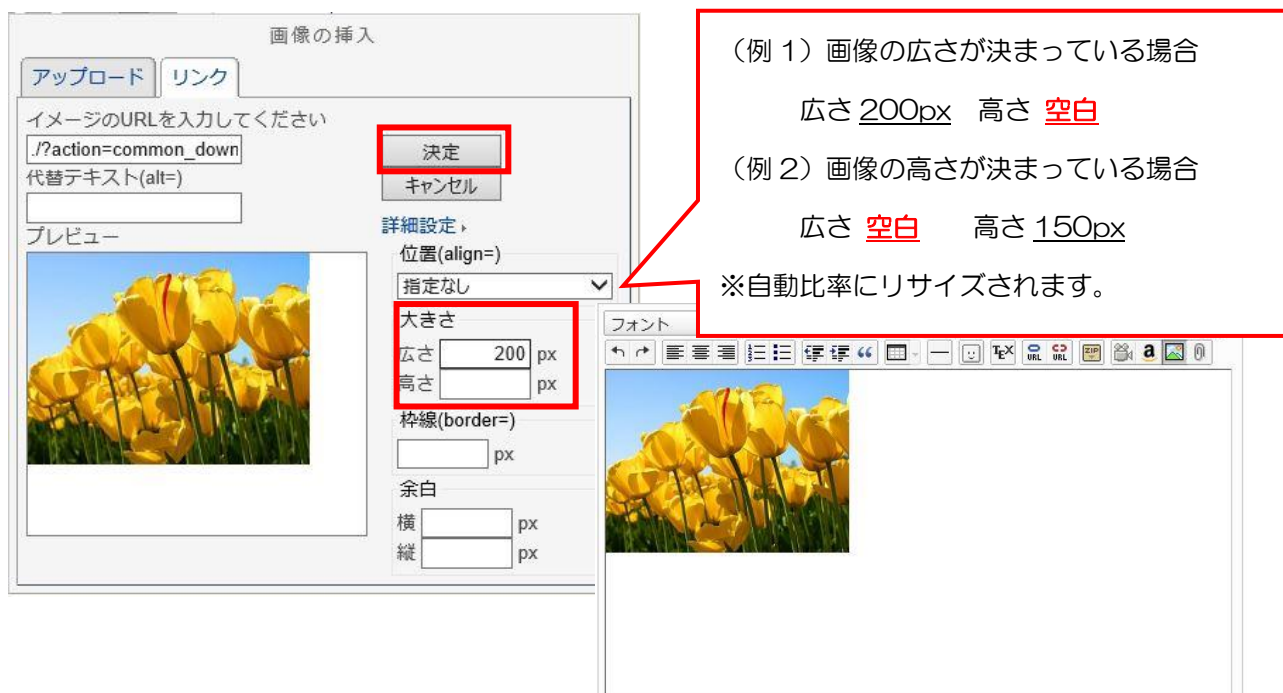 画像の挿入
アップロード リンク
イメージのURLを入力してください
./?action=common_down
決定
代替テキスト(alt=)
キャンセル
プレビュー
詳細設定
位置(align=)
指定なし
大きさ
広さ 200 px
高さ px
枠線(border=)
px
余白
横 px
縦 px
（例 1）画像の広さが決まっている場合
広さ 200px 高さ 空白
（例 2）画像の高さが決まっている場合
広さ 空白 高さ 150px
※自動比率にリサイズされます。
フォント
TEX URL URL ZIP a